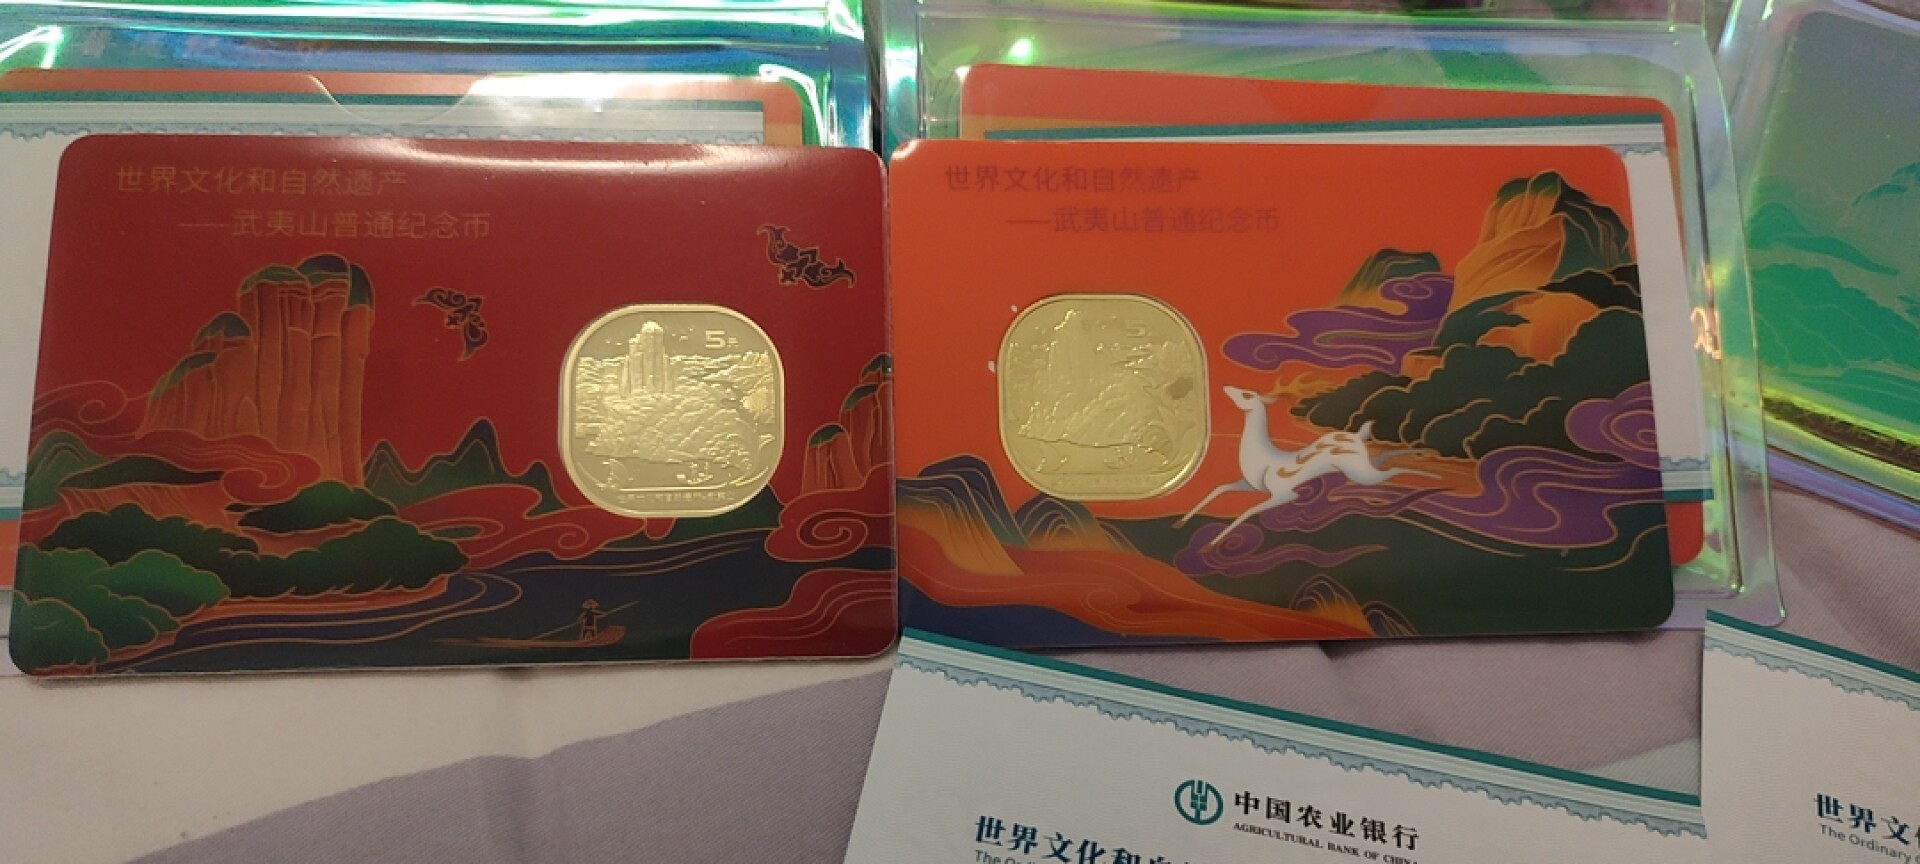 世界文化和自然遗产
——武夷山普通纪念币
5元
世界文化和自然遗产
——武夷山普通纪念币
5
中国农业银行
AGRICULTURAL BANK OF CHINA
世界文化和自
The Or
世界文
The Ordinary